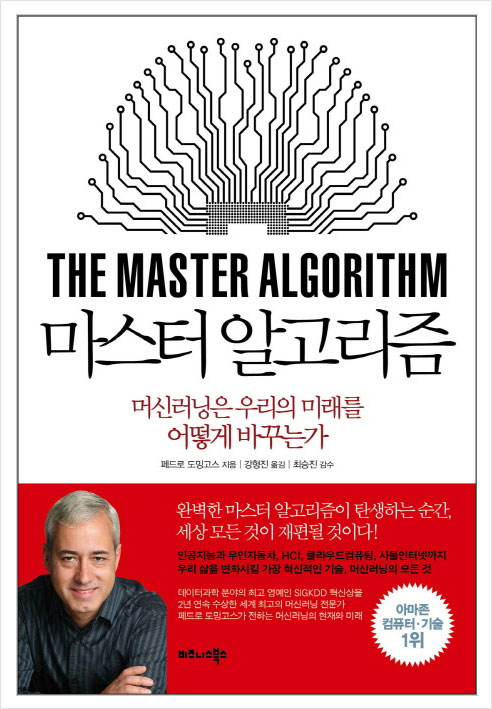 THE MASTER ALGORITHM
마스터 알고리즘
머신러닝은 우리의 미래를
어떻게 바꾸는가
페드로 도밍고스 지음 | 강형진 옮김 | 최승진 감수
완벽한 마스터 알고리즘이 탄생하는 순간,
세상 모든 것이 재편될 것이다!
인공지능과 무인자동차, HCI, 클라우드컴퓨팅, 사물인터넷까지
우리 삶을 변화시킬 가장 혁신적인 기술, 머신러닝의 모든 것
데이터과학 분야의 최고 영예인 SIGKDD 혁신상을
2년 연속 수상한 세계 최고의 머신러닝 전문가
페드로 도밍고스가 전하는 머신러닝의 현재와 미래
아마존
컴퓨터·기술
1위
비즈니스북스